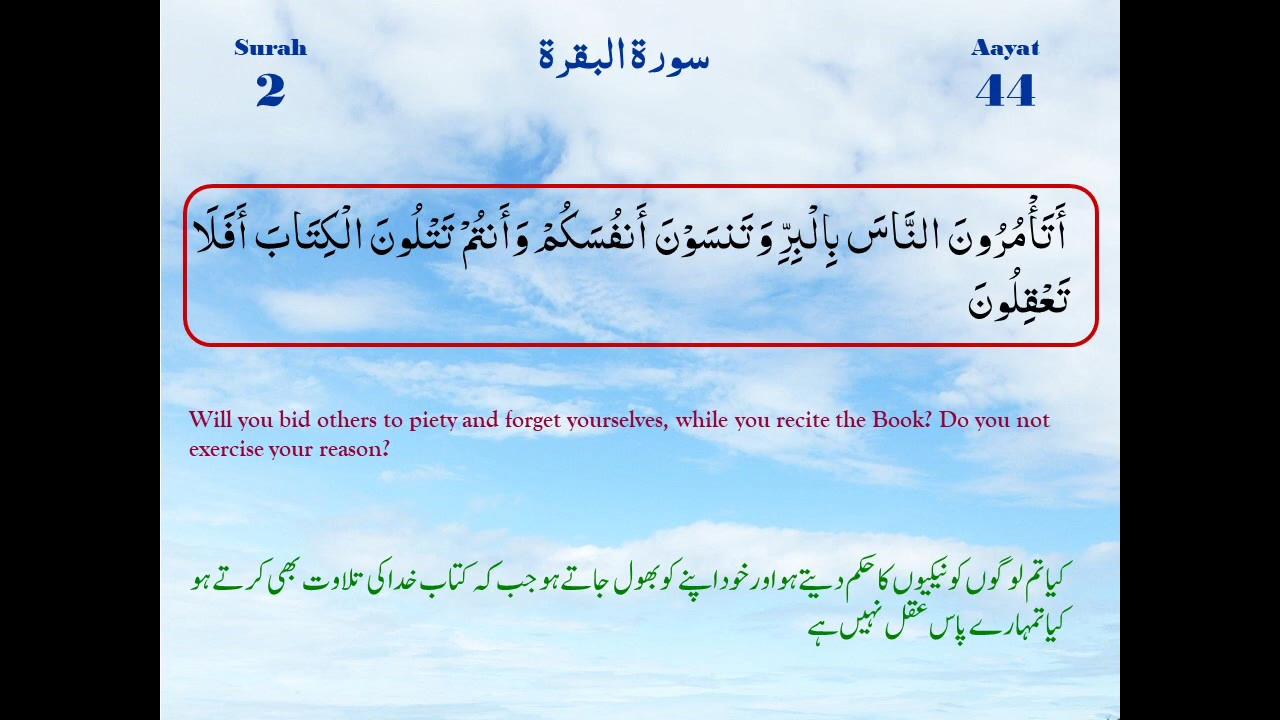 Surah
2
سورة البقرة
Aayat
44
أَتَأْمُرُونَ النَّاسَ بِالْبِرِّ وَتَنسَوْنَ أَنفُسَكُمْ وَأَنتُمْ تَتْلُونَ الْكِتَابَ أَفَلَا
تَعْقِلُونَ
Will you bid others to piety and forget yourselves, while you recite the Book? Do you not
exercise your reason?
کیا تم لوگوں کو نیکیوں کا حکم دیتے ہو اور خود اپنے کو بھول جاتے ہو جب کہ کتاب خدا کی تلاوت بھی کرتے ہو
کیا تمہارے پاس عقل نہیں ہے